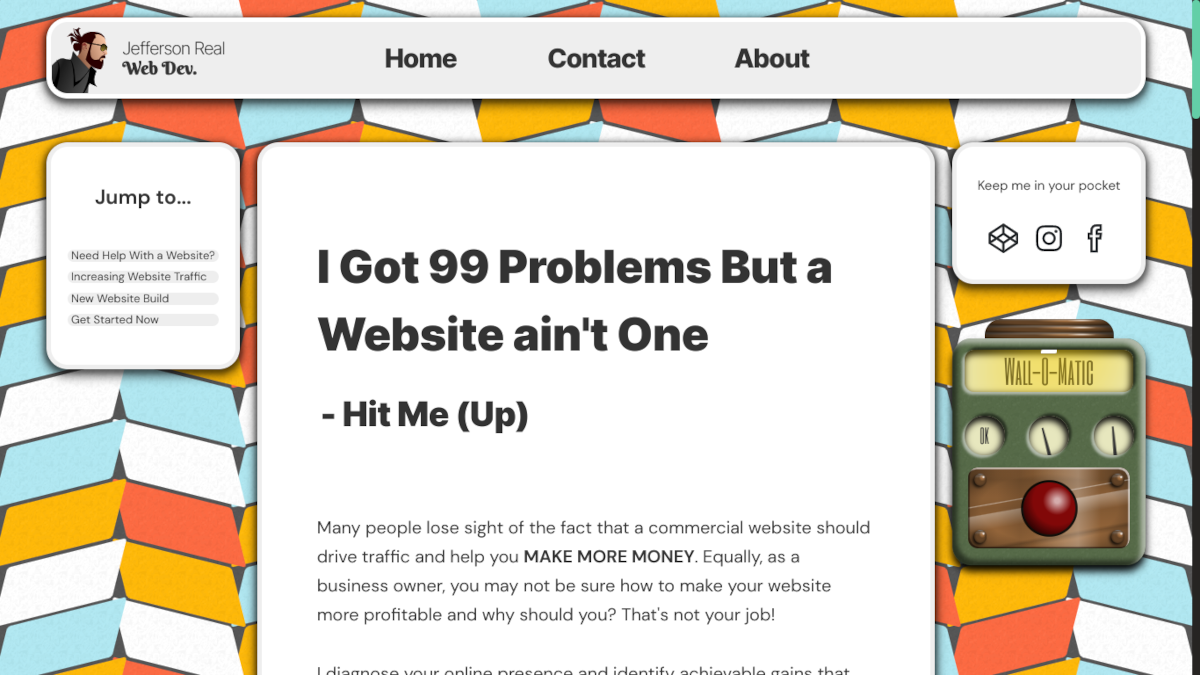 Jefferson Real
Web Dev.
Home
Contact
About
Jump to...
Need Help With a Website?
Increasing Website Traffic
New Website Build
Get Started Now
I Got 99 Problems But a
Website ain't One
- Hit Me (Up)
Many people lose sight of the fact that a commercial website should
drive traffic and help you MAKE MORE MONEY. Equally, as a
business owner, you may not be sure how to make your website
more profitable and why should you? That's not your job!
I diagnose your online presence and identify achievable gains that
Keep me in your pocket
Wall-O-Matic
OK